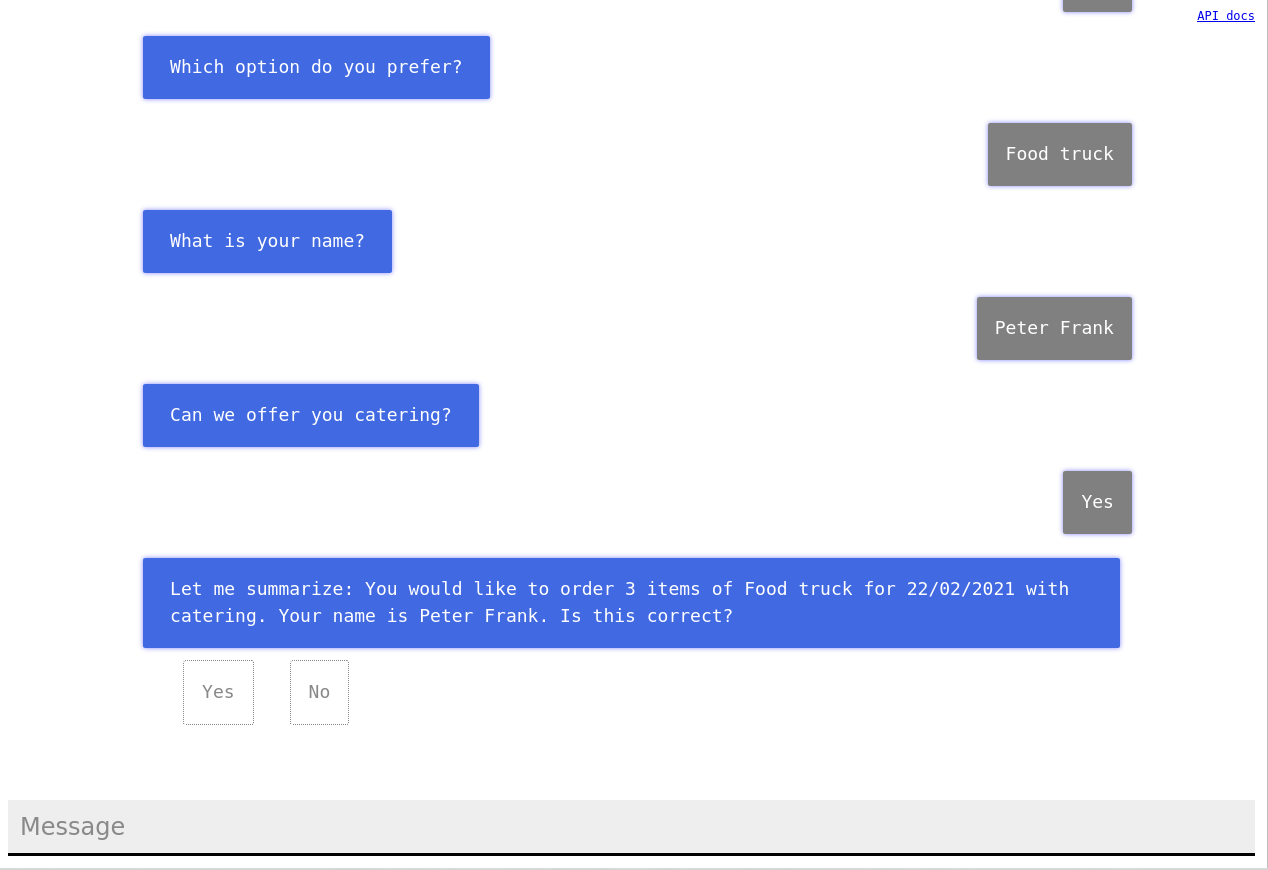 API docs
Which option do you prefer?
Food truck
What is your name?
Peter Frank
Can we offer you catering?
Yes
Let me summarize: You would like to order 3 items of Food truck for 22/02/2021 with
catering. Your name is Peter Frank. Is this correct?
Yes No
Message